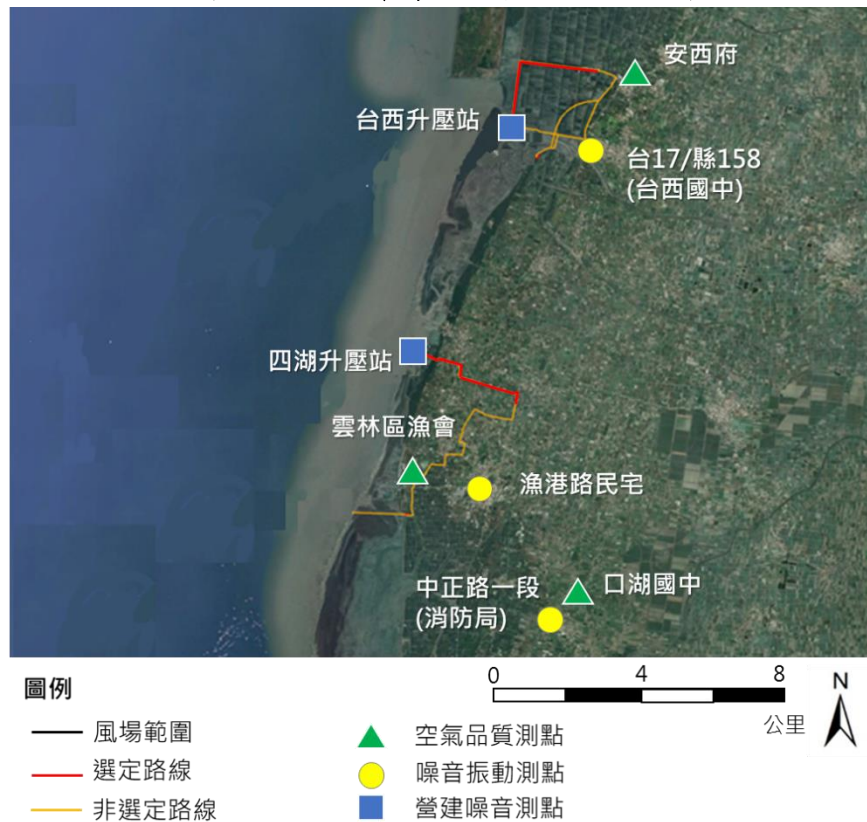 安西府
台西升壓站
台17/縣158
(台西國中)
四湖升壓站
雲林區漁會
漁港路民宅
中正路一段
(消防局)
口湖國中
圖例
0 4 8
公里
N
風場範圍
選定路線
非選定路線
空氣品質測點
噪音振動測點
營建噪音測點